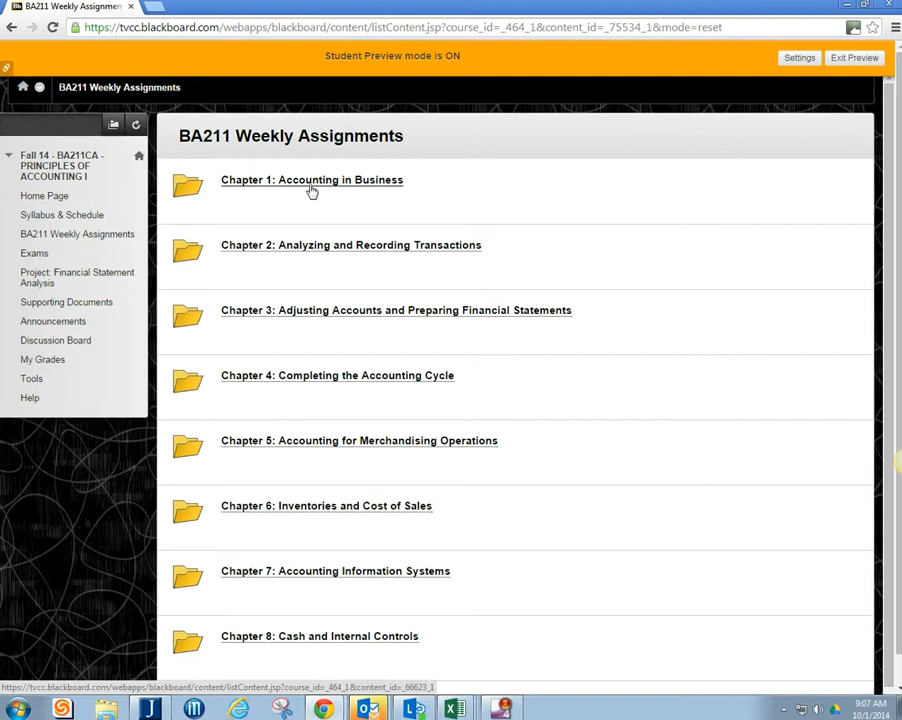 BA211 Weekly Assignmen
https://tvcc.blackboard.com/webapps/blackboard/content/listContent.jsp?course_id=_464_1&content_id=_75534_1&mode=reset
Student Preview mode is ON
Settings
Exit Preview
BA211 Weekly Assignments
Fall 14 - BA211CA -
PRINCIPLES OF
ACCOUNTING I
Home Page
Syllabus & Schedule
BA211 Weekly Assignments
Exams
Project: Financial Statement
Analysis
Supporting Documents
Announcements
Discussion Board
My Grades
Tools
Help
BA211 Weekly Assignments
Chapter 1: Accounting in Business
Chapter 2: Analyzing and Recording Transactions
Chapter 3: Adjusting Accounts and Preparing Financial Statements
Chapter 4: Completing the Accounting Cycle
Chapter 5: Accounting for Merchandising Operations
Chapter 6: Inventories and Cost of Sales
Chapter 7: Accounting Information Systems
Chapter 8: Cash and Internal Controls
https://tvcc.blackboard.com/webapps/blackboard/content/listContent.jsp?course_id=_464_1&content_id=_66623_1
9:07 AM
10/1/2014